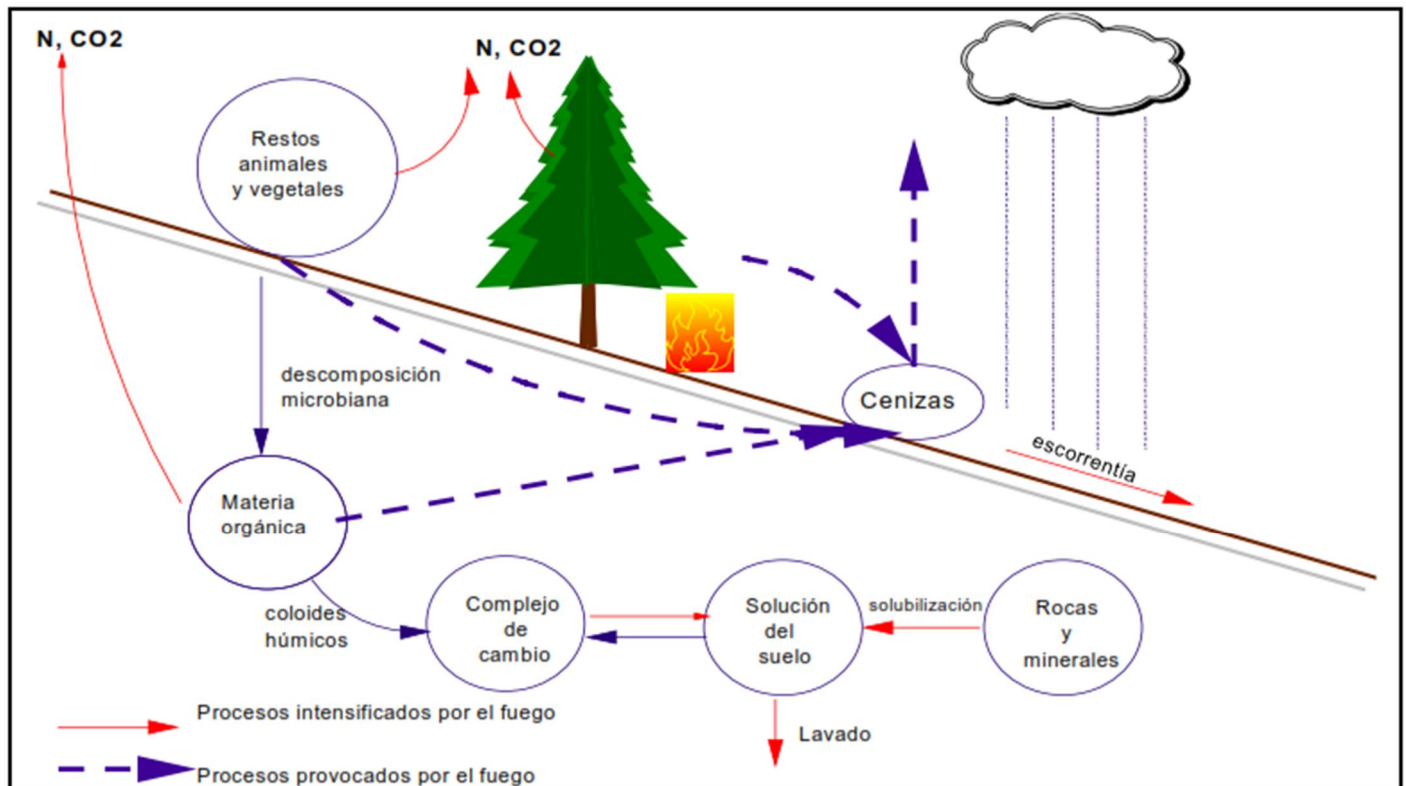 N, CO2
N, CO2
Restos
animales
y vegetales
descomposición
microbiana
Cenizas
escorrentía
Materia
orgánica
coloides
húmicos
Complejo
de
cambio
Solución
del
suelo
solubilización
Rocas
y
minerales
Procesos intensificados por el fuego
Lavado
Procesos provocados por el fuego